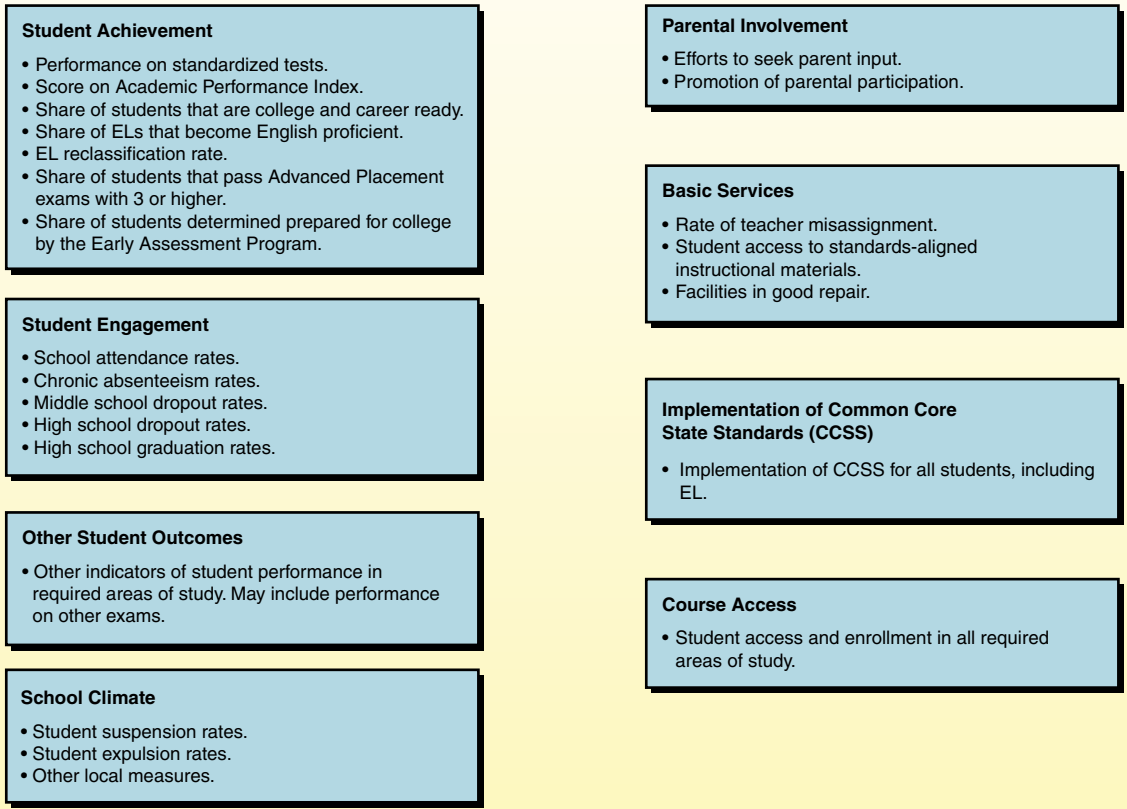 Student Achievement
• Performance on standardized tests.
• Score on Academic Performance Index.
• Share of students that are college and career ready.
• Share of ELs that become English proficient.
• EL reclassification rate.
• Share of students that pass Advanced Placement
exams with 3 or higher.
• Share of students determined prepared for college
by the Early Assessment Program.
Student Engagement
• School attendance rates.
• Chronic absenteeism rates.
• Middle school dropout rates.
• High school dropout rates.
• High school graduation rates.
Other Student Outcomes
• Other indicators of student performance in
required areas of study. May include performance
on other exams.
School Climate
• Student suspension rates.
• Student expulsion rates.
• Other local measures.
Parental Involvement
• Efforts to seek parent input.
• Promotion of parental participation.
Basic Services
• Rate of teacher misassignment.
• Student access to standards-aligned
instructional materials.
• Facilities in good repair.
Implementation of Common Core
State Standards (CCSS)
• Implementation of CCSS for all students, including
EL.
Course Access
• Student access and enrollment in all required
areas of study.